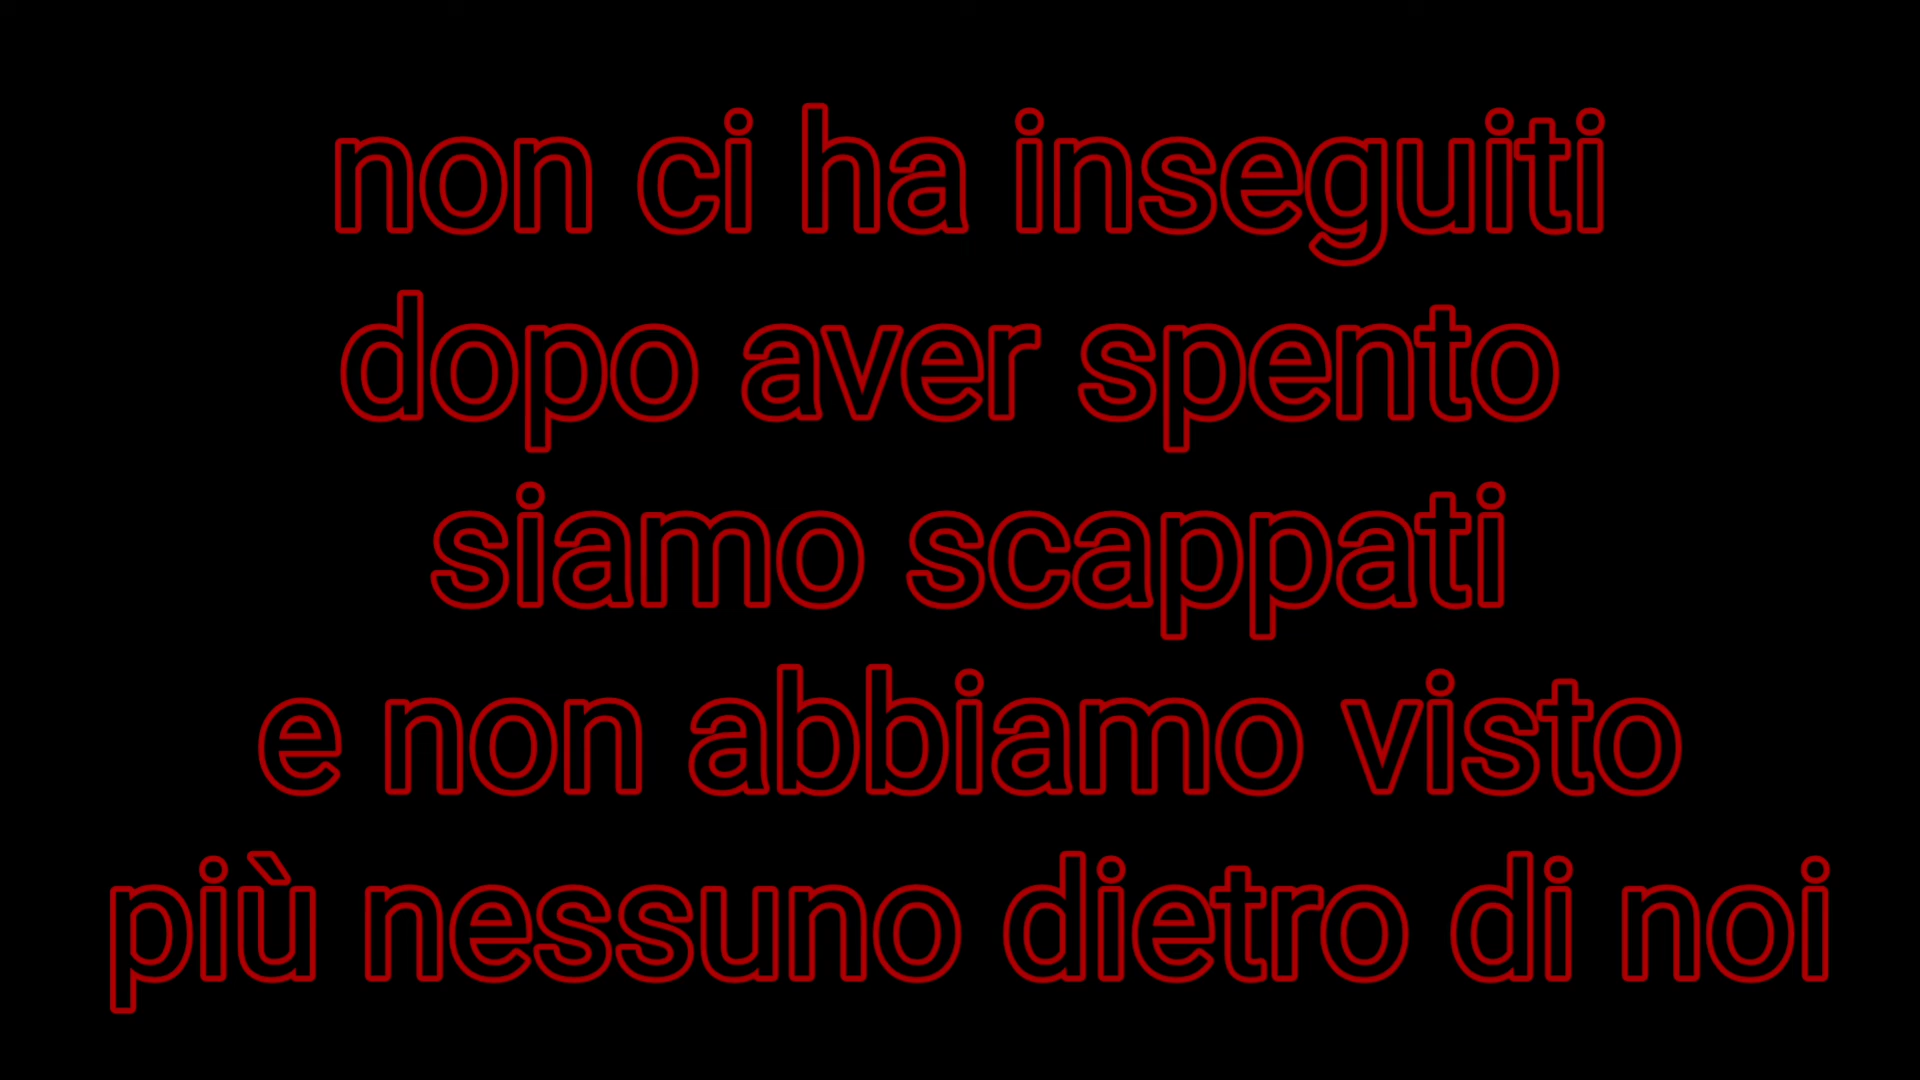 non ci ha inseguiti
dopo aver spento
siamo scappati
e non abbiamo visto
più nessuno dietro di noi